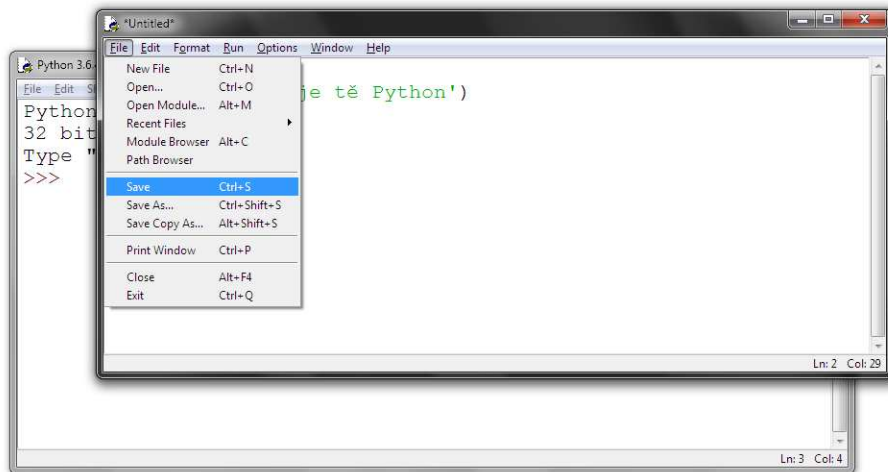 *Untitled*
File Edit Format Run Options Window Help
New File Ctrl+N
Open... Ctrl+O
Open Module... Alt+M
Recent Files
Module Browser Alt+C
Path Browser
Save Ctrl+S
Save As... Ctrl+Shift+S
Save Copy As... Alt+Shift+S
Print Window Ctrl+P
Close Alt+F4
Exit Ctrl+Q
je tě Python')
Ln: 2 Col: 29
Python 3.6.
File Edit
Python
32 bit
Type "
>>>
Ln: 3 Col: 4